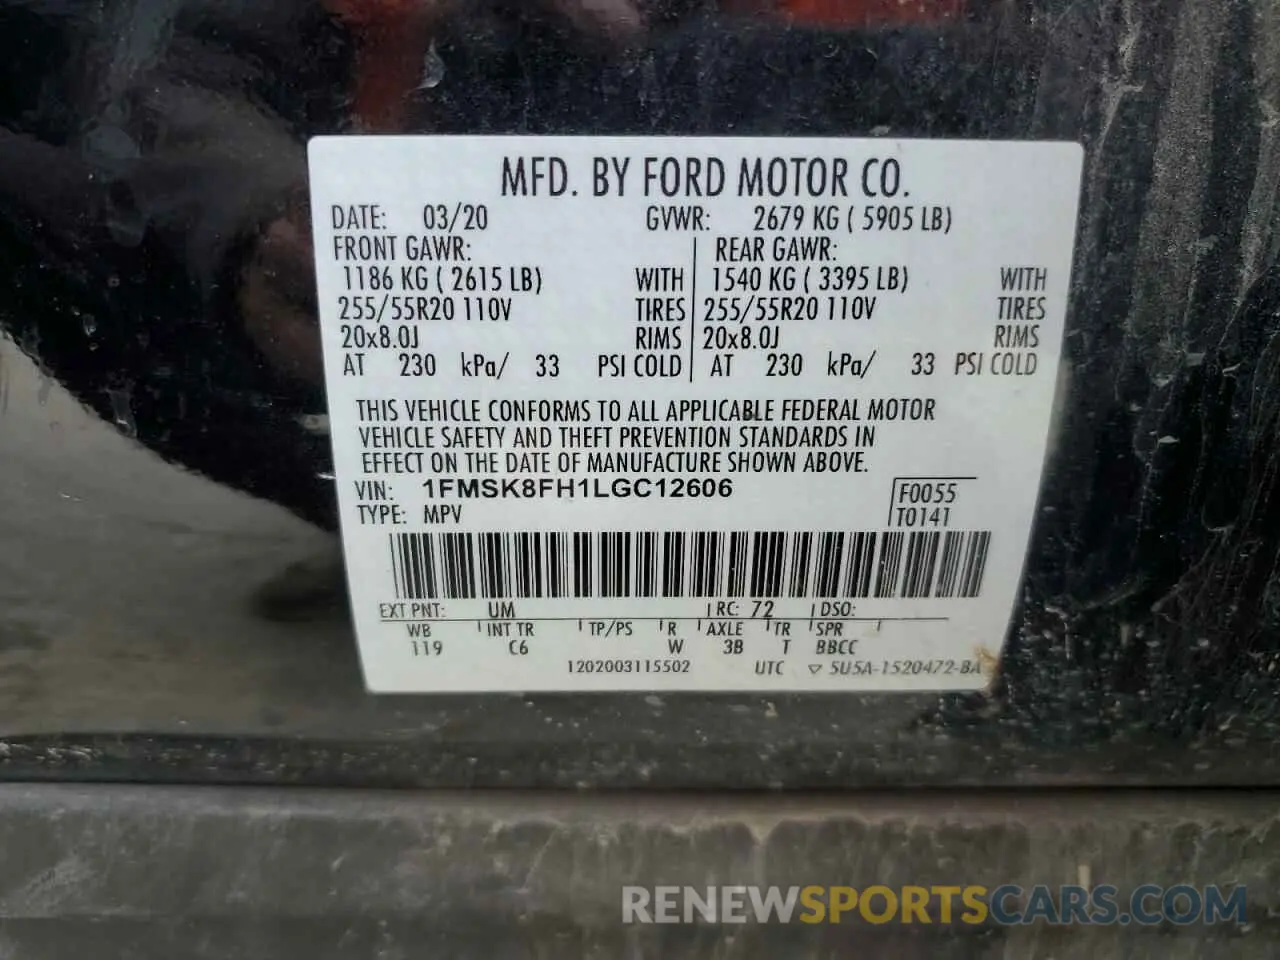 MFD. BY FORD MOTOR CO.
DATE: 03/20 GVWR: 2679 KG ( 5905 LB)
FRONT GAWR: REAR GAWR:
1186 KG ( 2615 LB) WITH 1540 KG ( 3395 LB) WITH
255/55R20 110V TIRES 255/55R20 110V TIRES
20x8.0J RIMS 20x8.0J RIMS
AT 230 kPa/ 33 PSI COLD AT 230 kPa/ 33 PSI COLD
THIS VEHICLE CONFORMS TO ALL APPLICABLE FEDERAL MOTOR
VEHICLE SAFETY AND THEFT PREVENTION STANDARDS IN
EFFECT ON THE DATE OF MANUFACTURE SHOWN ABOVE.
VIN: 1FMSK8FH1LGC12606 F0055
TYPE: MPV T0141
EXT PNT: UM RC: 72 DSO:
WB INT TR TP/PS R AXLE TR SPR
119 C6 W 3B T BBCC
1202003115502 UTC ▽ 5U5A-1520472-BA
RENEWSPORTSCARS.COM